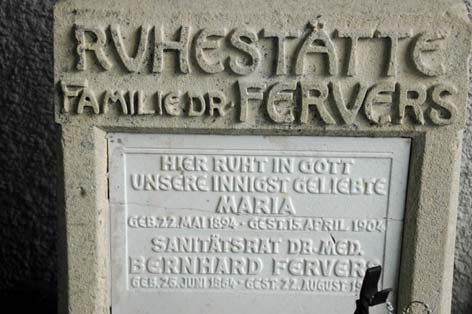 RUHESTÄTTE
FAMILIE DR. FERVERS
HIER RUHT IN GOTT
UNSERE INNIGST GELIEBTE
MARIA
GEB. 22. MAI 1894 - GEST. 15. APRIL 1904
SANITÄTSRAT DR. MED.
BERNHARD FERVERS
GEB. 26. JUNI 1864 - GEST. 22. AUGUST